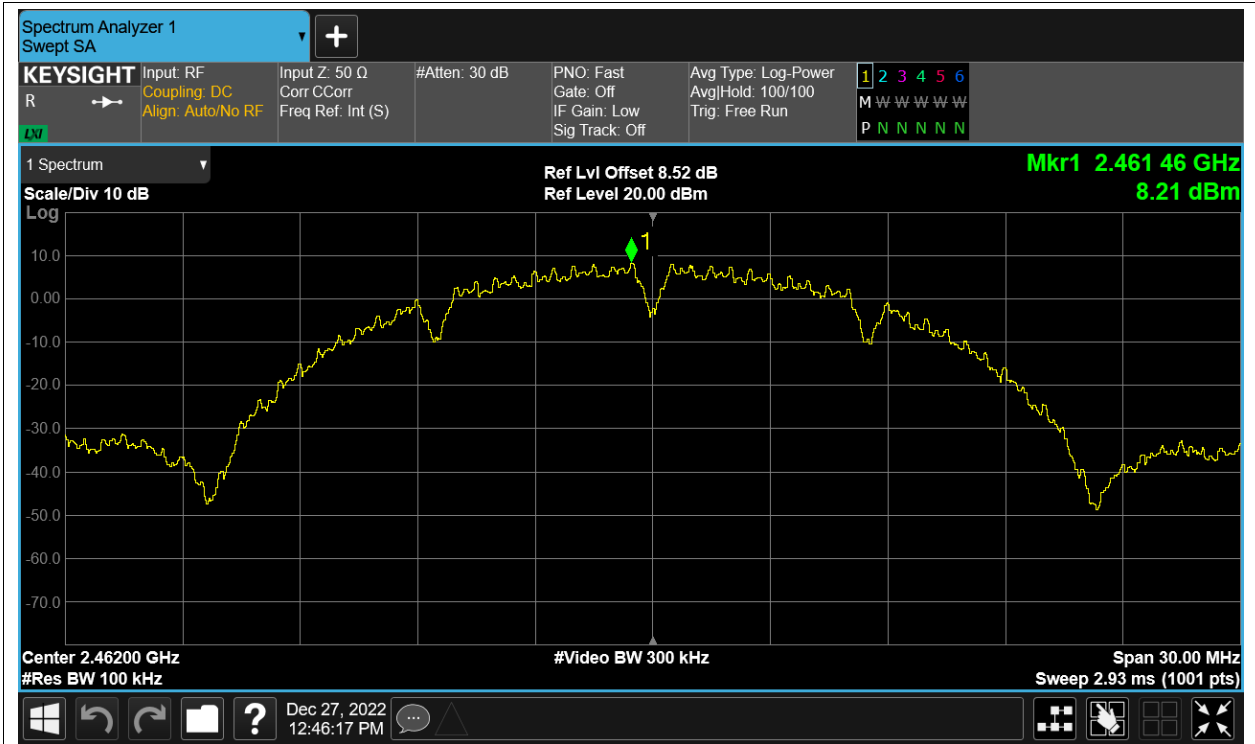 Spectrum Analyzer 1
Swept SA
KEYSIGHT
R
LXI
Input: RF
Coupling: DC
Align: Auto/No RF
Input Z: 50 Ω
Corr CCorr
Freq Ref: Int (S)
#Atten: 30 dB
PNO: Fast
Gate: Off
IF Gain: Low
Sig Track: Off
Avg Type: Log-Power
Avg|Hold: 100/100
Trig: Free Run
1 2 3 4 5 6
M W W W W W
P N N N N N
1 Spectrum
Scale/Div 10 dB
Log
Ref Lvl Offset 8.52 dB
Ref Level 20.00 dBm
Mkr1 2.461 46 GHz
8.21 dBm
1
10.0
0.00
-10.0
-20.0
-30.0
-40.0
-50.0
-60.0
-70.0
Center 2.46200 GHz
#Res BW 100 kHz
#Video BW 300 kHz
Span 30.00 MHz
Sweep 2.93 ms (1001 pts)
?
Dec 27, 2022
12:46:17 PM